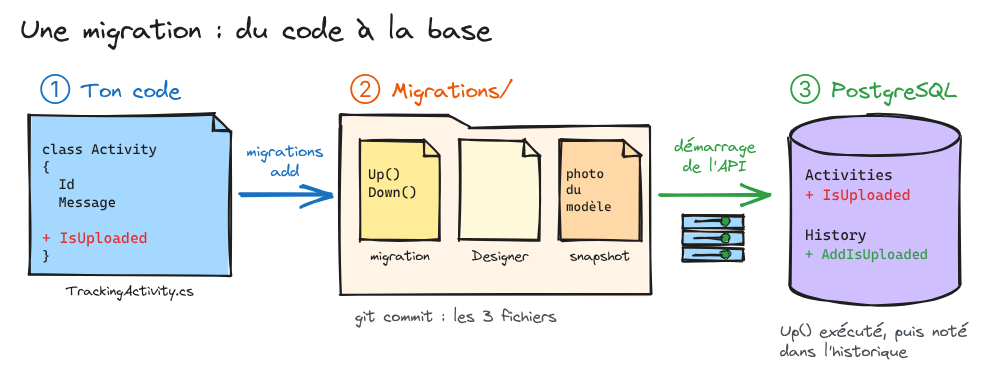 Une migration : du code à la base
1 Ton code
class Activity
{
Id
Message
+ IsUploaded
}
TrackingActivity.cs
migrations
add
2 Migrations/
Up()
Down()
migration
Designer
photo
du
modèle
snapshot
git commit : les 3 fichiers
démarrage
de l'API
3 PostgreSQL
Activities
+ IsUploaded
History
+ AddIsUploaded
Up() exécuté, puis noté
dans l'historique